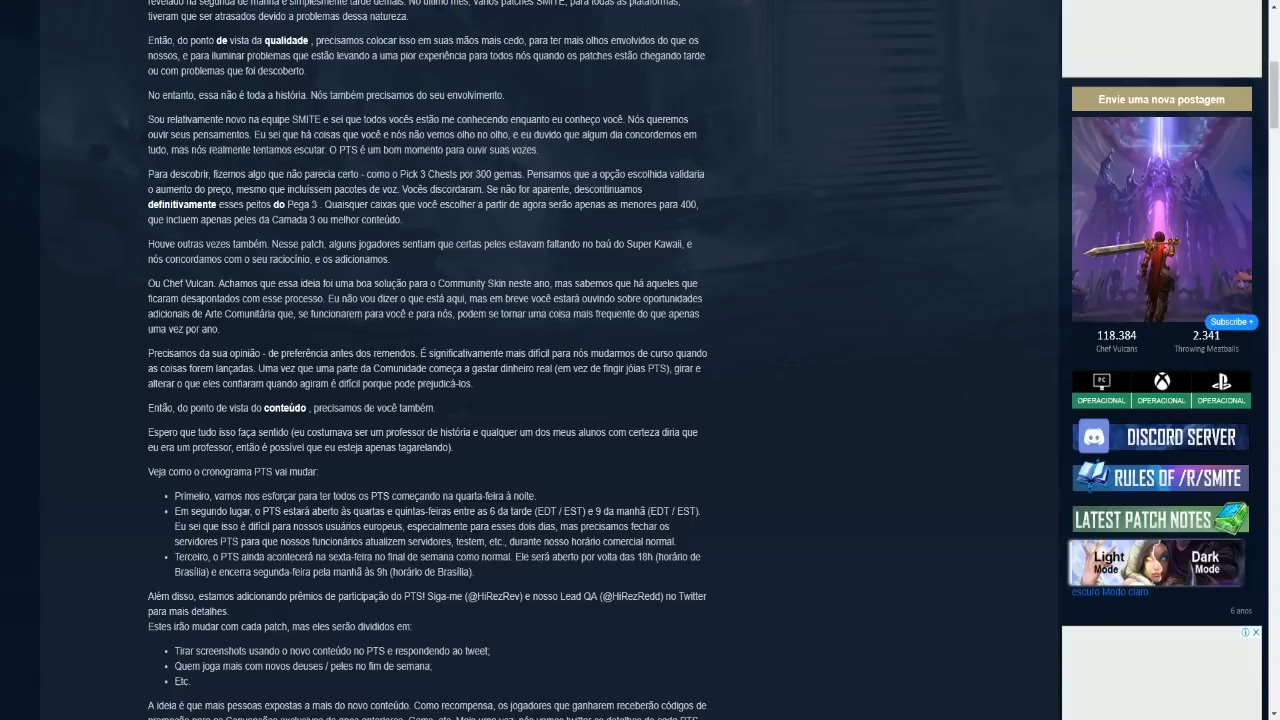 revelado na segunda de manhã é simplesmente tarde demais. No último mês, vários patches SMITE, para todas as plataformas,
tiveram que ser atrasados devido a problemas dessa natureza.
Então, do ponto de vista da qualidade , precisamos colocar isso em suas mãos mais cedo, para ter mais olhos envolvidos do que os
nossos, e para iluminar problemas que estão levando a uma pior experiência para todos nós quando os patches estão chegando tarde
ou com problemas que foi descoberto.
No entanto, essa não é toda a história. Nós também precisamos do seu envolvimento.
Sou relativamente novo na equipe SMITE e sei que todos vocês estão me conhecendo enquanto eu conheço você. Nós queremos
ouvir seus pensamentos. Eu sei que há coisas que você e nós não vemos olho no olho, e eu duvido que algum dia concordemos em
tudo, mas nós realmente tentamos escutar. O PTS é um bom momento para ouvir suas vozes.
Para descobrir, fizemos algo que não parecia certo - como o Pick 3 Chests por 300 gemas. Pensamos que a opção escolhida validaria
o aumento do preço, mesmo que incluíssem pacotes de voz. Vocês discordaram. Se não for aparente, descontinuamos
definitivamente esses peitos do Pega 3 . Quaisquer caixas que você escolher a partir de agora serão apenas as menores para 400,
que incluem apenas peles da Camada 3 ou melhor conteúdo.
Houve outras vezes também. Nesse patch, alguns jogadores sentiam que certas peles estavam faltando no baú do Super Kawaii, e
nós concordamos com o seu raciocínio, e os adicionamos.
Ou Chef Vulcan. Achamos que essa ideia foi uma boa solução para o Community Skin neste ano, mas sabemos que há aqueles que
ficaram desapontados com esse processo. Eu não vou dizer o que está aqui, mas em breve você estará ouvindo sobre oportunidades
adicionais de Arte Comunitária que, se funcionarem para você e para nós, podem se tornar uma coisa mais frequente do que apenas
uma vez por ano.
Precisamos da sua opinião - de preferência antes dos remendos. É significativamente mais difícil para nós mudarmos de curso quando
as coisas forem lançadas. Uma vez que uma parte da Comunidade começa a gastar dinheiro real (em vez de fingir jóias PTS), girar e
alterar o que eles confiaram quando agiram é difícil porque pode prejudicá-los.
Então, do ponto de vista do conteúdo , precisamos de você também.
Espero que tudo isso faça sentido (eu costumava ser um professor de história e qualquer um dos meus alunos com certeza diria que
eu era um professor, então é possível que eu esteja apenas tagarelando).
Veja como o cronograma PTS vai mudar:
• Primeiro, vamos nos esforçar para ter todos os PTS começando na quarta-feira à noite.
• Em segundo lugar, o PTS estará aberto às quartas e quintas-feiras entre as 6 da tarde (EDT / EST) e 9 da manhã (EDT / EST).
Eu sei que isso é difícil para nossos usuários europeus, especialmente para esses dois dias, mas precisamos fechar os
servidores PTS para que nossos funcionários atualizem servidores, testem, etc., durante nosso horário comercial normal.
• Terceiro, o PTS ainda acontecerá na sexta-feira no final de semana como normal. Ele será aberto por volta das 18h (horário de
Brasília) e encerra segunda-feira pela manhã às 9h (horário de Brasília).
Além disso, estamos adicionando prêmios de participação do PTS! Siga-me (@HiRezRev) e nosso Lead QA (@HiRezRedd) no Twitter
para mais detalhes.
Estes irão mudar com cada patch, mas eles serão divididos em:
• Tirar screenshots usando o novo conteúdo no PTS e respondendo ao tweet;
• Quem joga mais com novos deuses / peles no fim de semana;
• Etc.
A ideia é que mais pessoas expostas a mais do novo conteúdo. Como recompensa, os jogadores que ganharem receberão códigos de
Envie uma nova postagem
Subscribe +
118.384 2.341
Chef Vulcans Throwing Meatballs
PC
OPERACIONAL OPERACIONAL OPERACIONAL
DISCORD SERVER
RULES OF /R/SMITE
LATEST PATCH NOTES
Light Mode Dark Mode
escuro Modo claro
6 anos